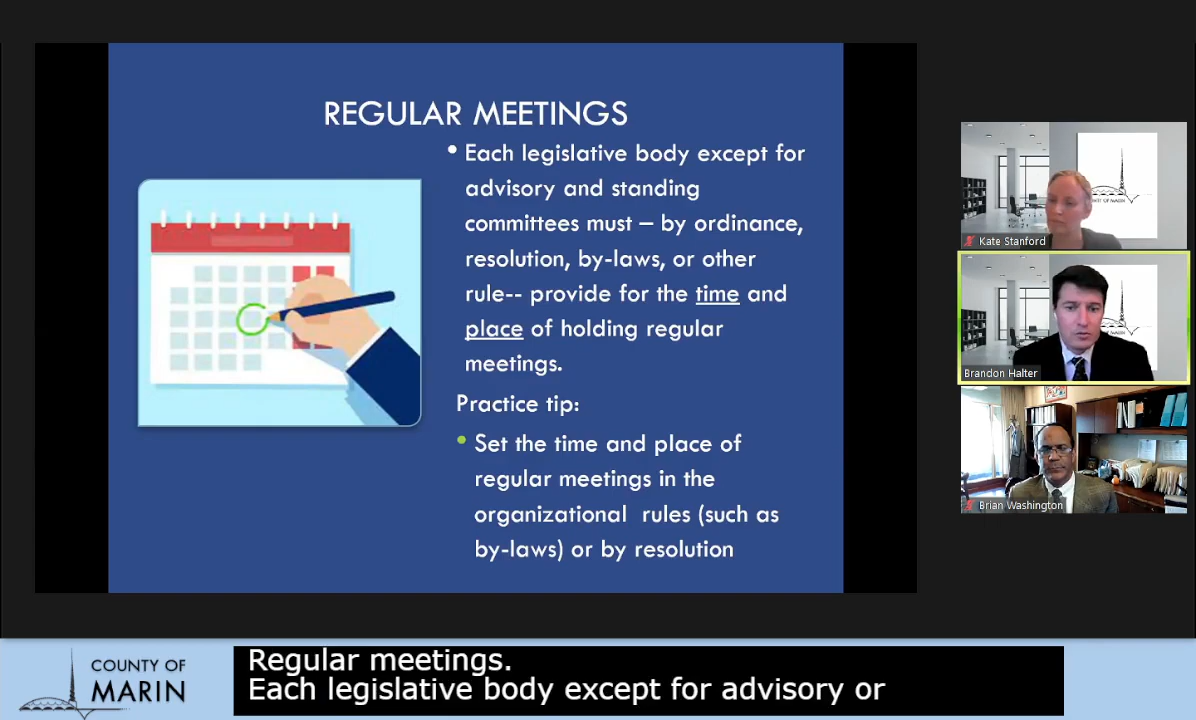 REGULAR MEETINGS
• Each legislative body except for
advisory and standing
committees must – by ordinance,
resolution, by-laws, or other
rule-- provide for the time and
place of holding regular
meetings.
Practice tip:
• Set the time and place of
regular meetings in the
organizational rules (such as
by-laws) or by resolution
Kate Stanford
Brandon Halter
Brian Washington
COUNTY OF
MARIN
Regular meetings.
Each legislative body except for advisory or